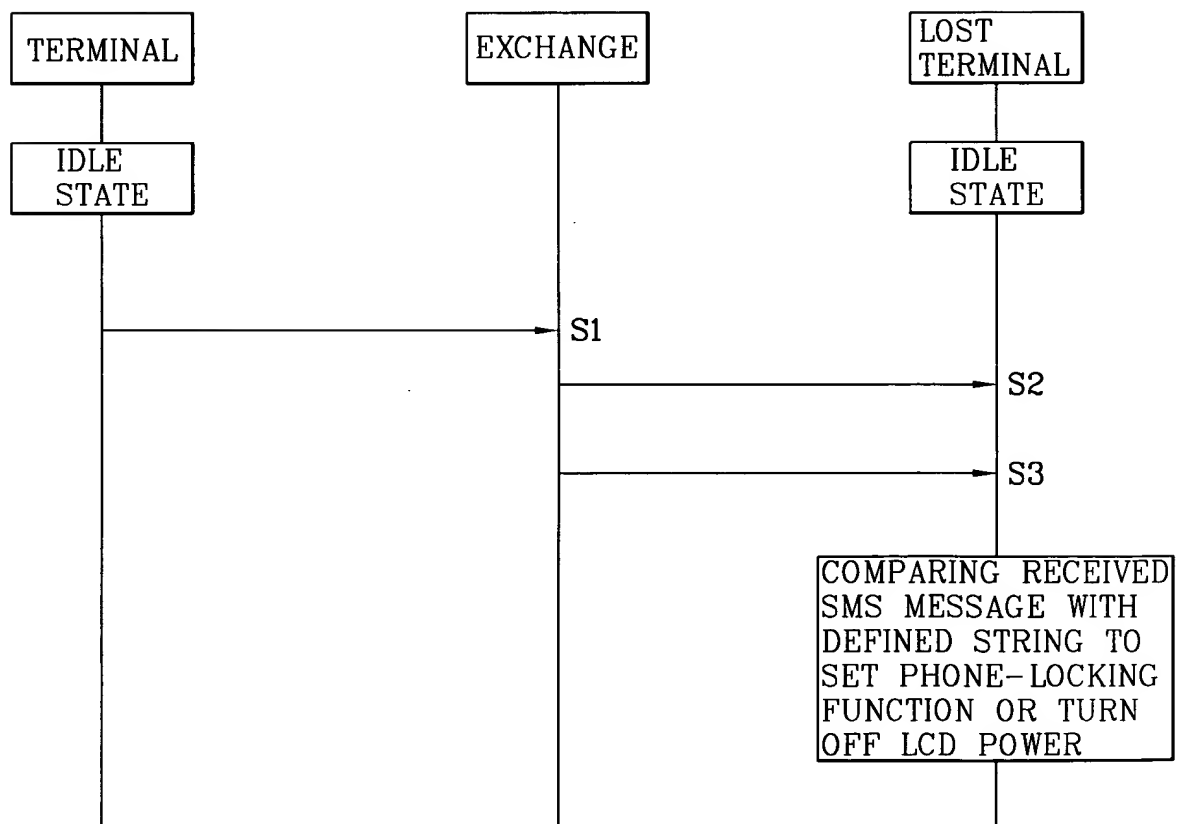 TERMINAL
EXCHANGE
LOST
TERMINAL
IDLE
STATE
IDLE
STATE
S1
S2
S3
COMPARING RECEIVED
SMS MESSAGE WITH
DEFINED STRING TO
SET PHONE-LOCKING
FUNCTION OR TURN
OFF LCD POWER